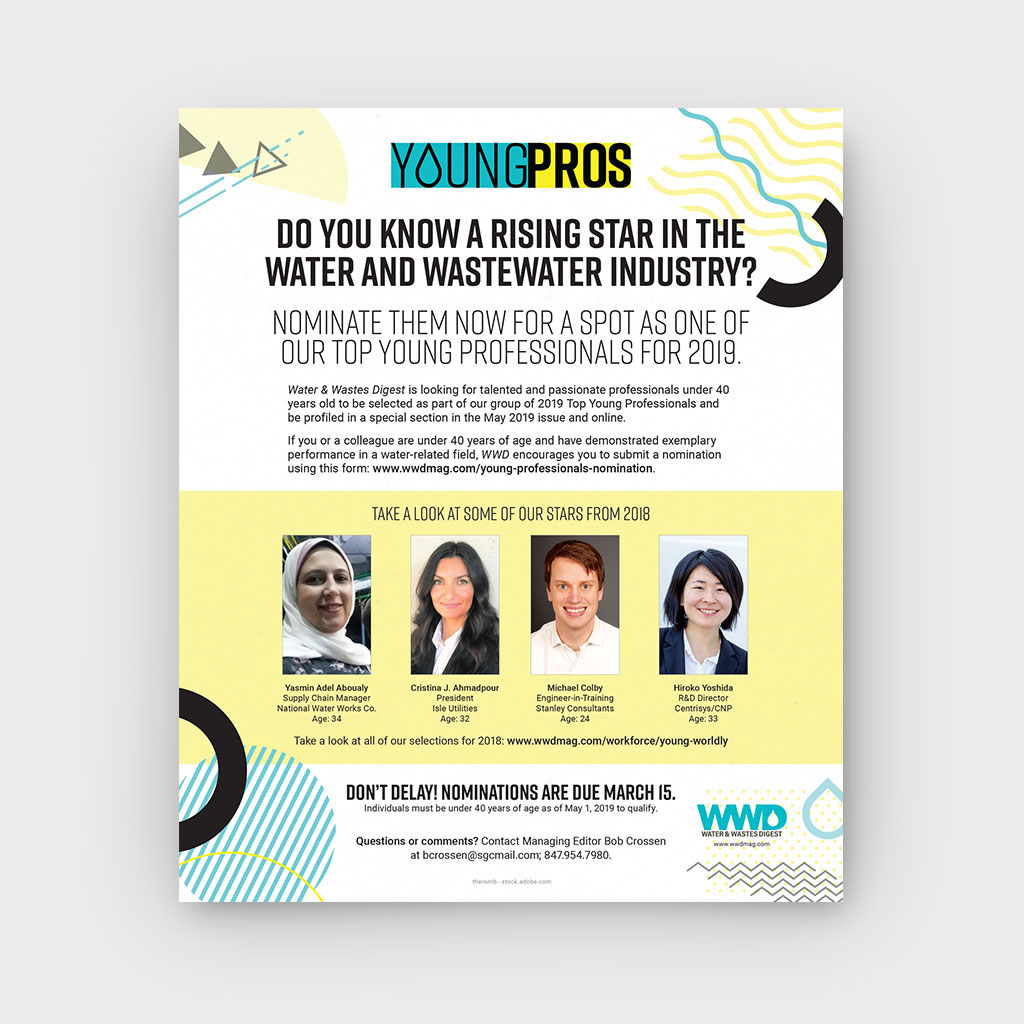 YOUNGPROS
DO YOU KNOW A RISING STAR IN THE
WATER AND WASTEWATER INDUSTRY?
NOMINATE THEM NOW FOR A SPOT AS ONE OF
OUR TOP YOUNG PROFESSIONALS FOR 2019.
Water & Wastes Digest is looking for talented and passionate professionals under 40
years old to be selected as part of our group of 2019 Top Young Professionals and
be profiled in a special section in the May 2019 issue and online.
If you or a colleague are under 40 years of age and have demonstrated exemplary
performance in a water-related field, WWD encourages you to submit a nomination
using this form: www.wwdmag.com/young-professionals-nomination.
TAKE A LOOK AT SOME OF OUR STARS FROM 2018
Yasmin Adel Aboualy
Supply Chain Manager
National Water Works Co.
Age: 34
Cristina J. Ahmadpour
President
Isle Utilities
Age: 32
Michael Colby
Engineer-in-Training
Stanley Consultants
Age: 24
Hiroko Yoshida
R&D Director
Centrisys/CNP
Age: 33
Take a look at all of our selections for 2018: www.wwdmag.com/workforce/young-worldly
DON'T DELAY! NOMINATIONS ARE DUE MARCH 15.
Individuals must be under 40 years of age as of May 1, 2019 to qualify.
Questions or comments? Contact Managing Editor Bob Crossen
at bcrossen@sgcmail.com; 847.954.7980.
WWD
WATER & WASTES DIGEST
www.wwdmag.com
theromb - stock.adobe.com